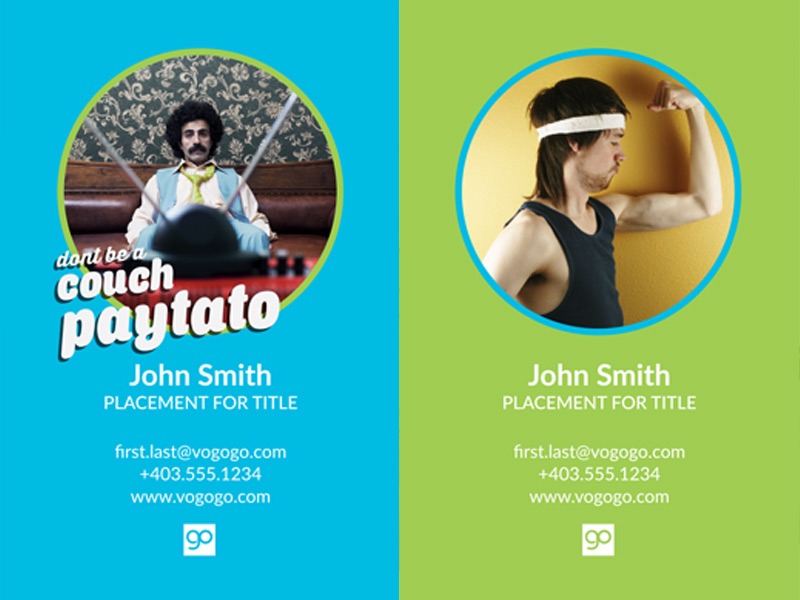 dont be a
couch
paytato
John Smith
PLACEMENT FOR TITLE
first.last@vogogo.com
+403.555.1234
www.vogogo.com
go
John Smith
PLACEMENT FOR TITLE
first.last@vogogo.com
+403.555.1234
www.vogogo.com
go